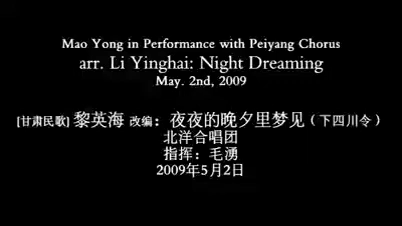 Mao Yong in Performance with Peiyang Chorus
arr. Li Yinghai: Night Dreaming
May. 2nd, 2009
[甘肃民歌] 黎英海 改编：夜夜的晚夕里梦见（下四川令）
北洋合唱团
指挥：毛湧
2009年5月2日